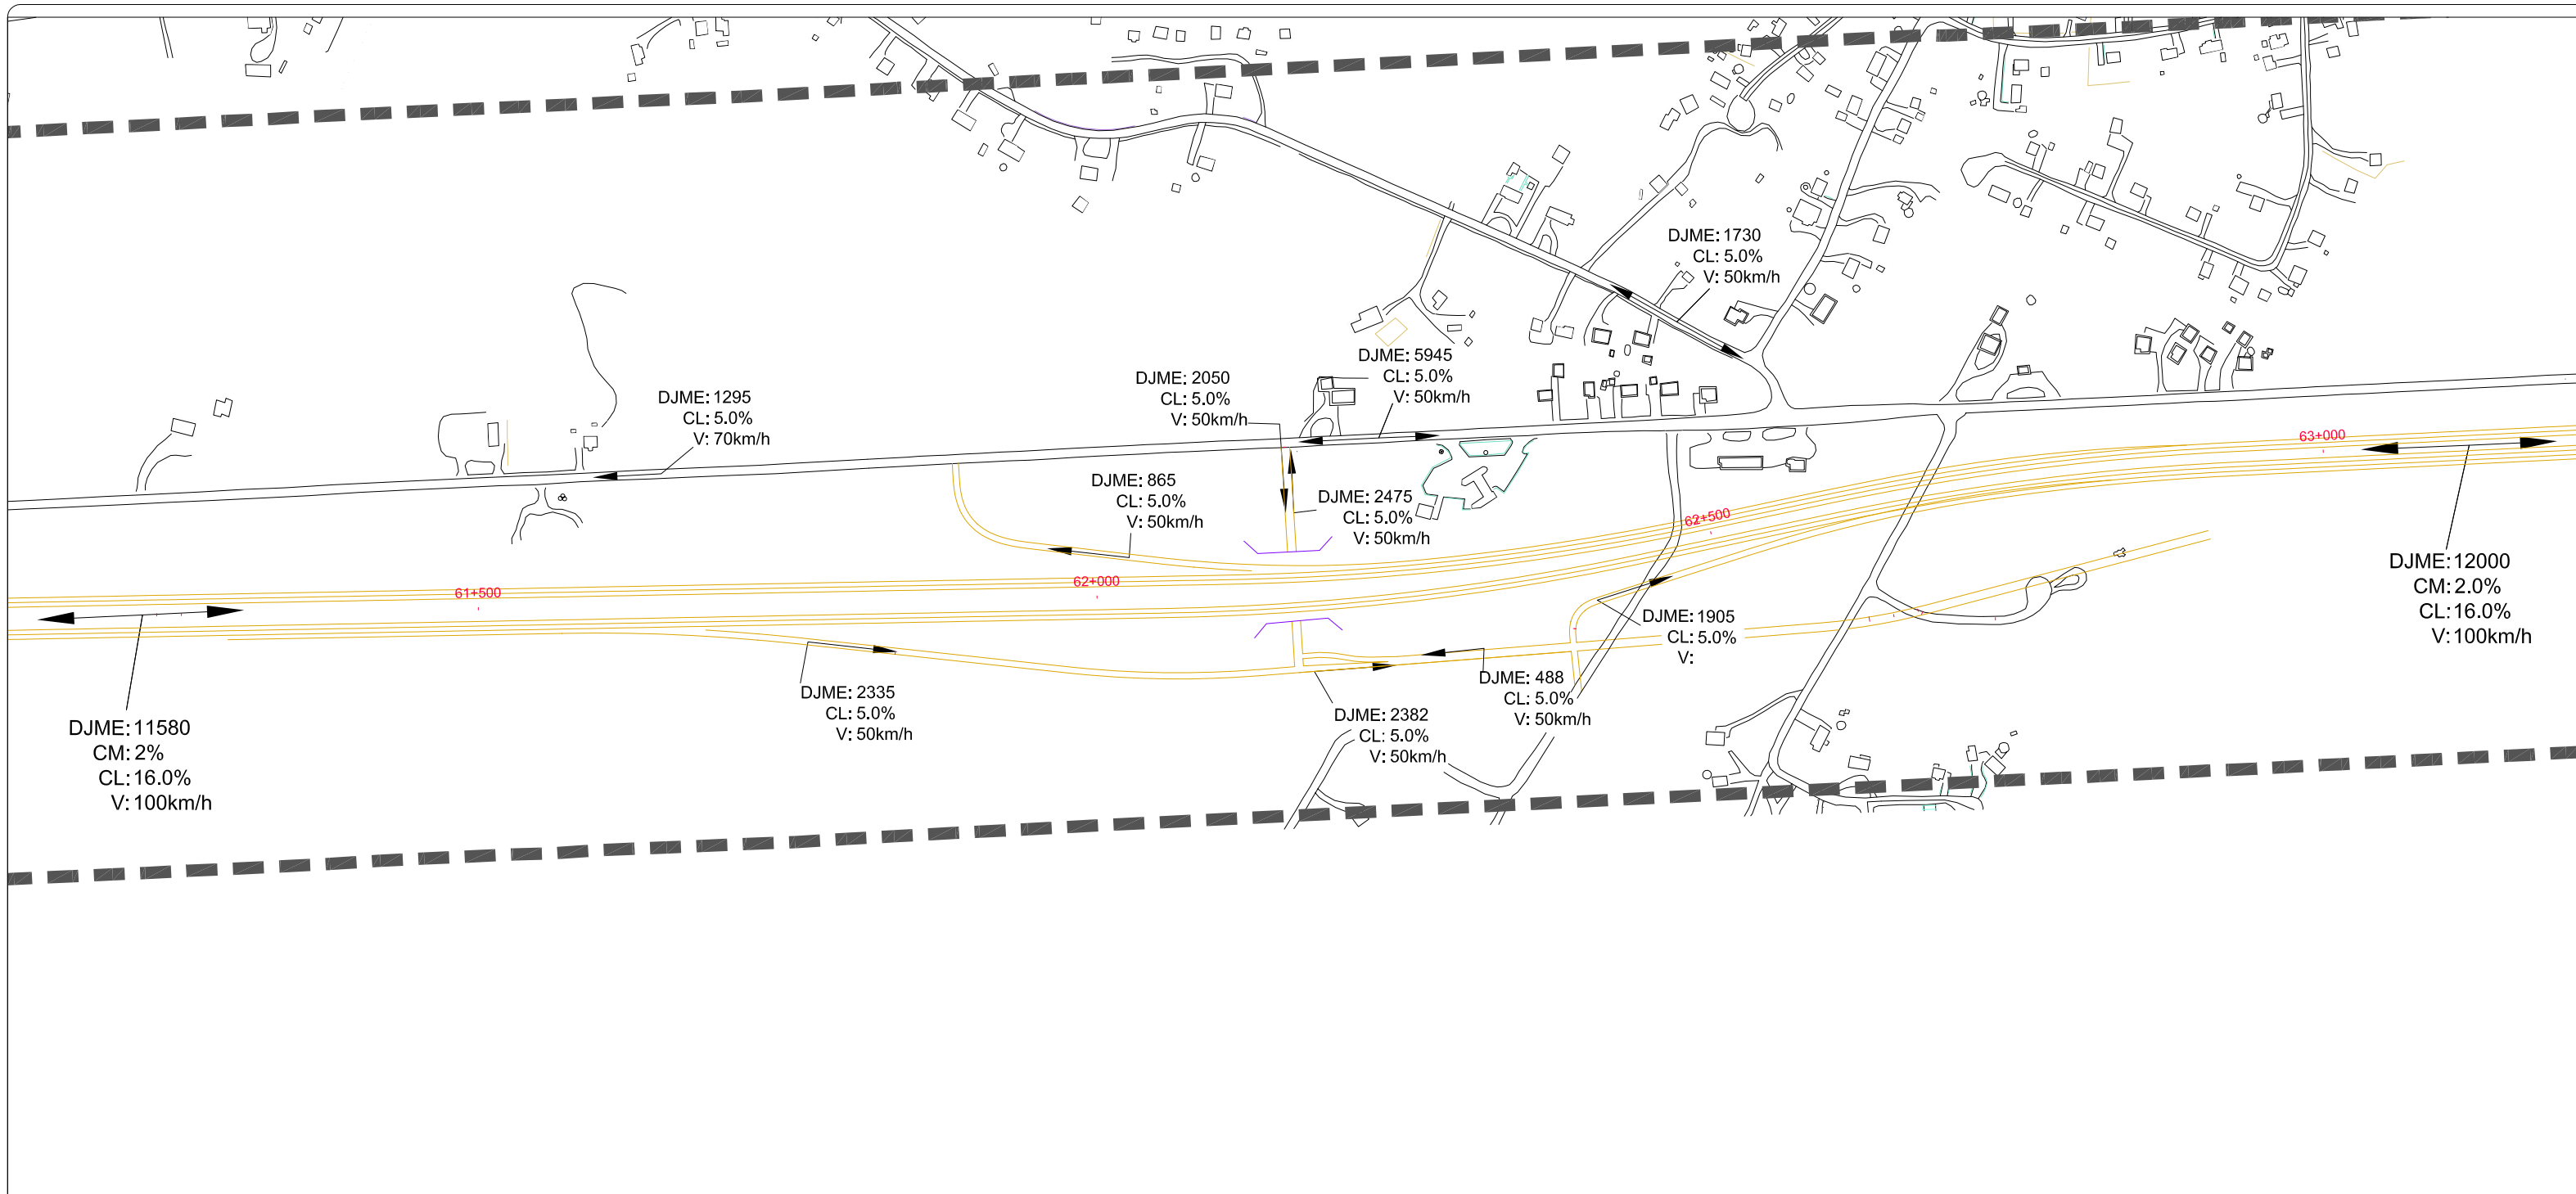 DJME: 1730
CL: 5.0%
V: 50km/h
DJME: 5945
CL: 5.0%
V: 50km/h
DJME: 2050
CL: 5.0%
V: 50km/h
DJME: 1295
CL: 5.0%
V: 70km/h
63+000
DJME: 865
CL: 5.0%
V: 50km/h
DJME: 2475
CL: 5.0%
V: 50km/h
62+500
DJME: 12000
CM: 2.0%
CL: 16.0%
V: 100km/h
62+000
61+500
DJME: 1905
CL: 5.0%
V:
DJME: 488
CL: 5.0%
V: 50km/h
DJME: 2335
CL: 5.0%
V: 50km/h
DJME: 2382
CL: 5.0%
V: 50km/h
DJME: 11580
CM: 2%
CL: 16.0%
V: 100km/h